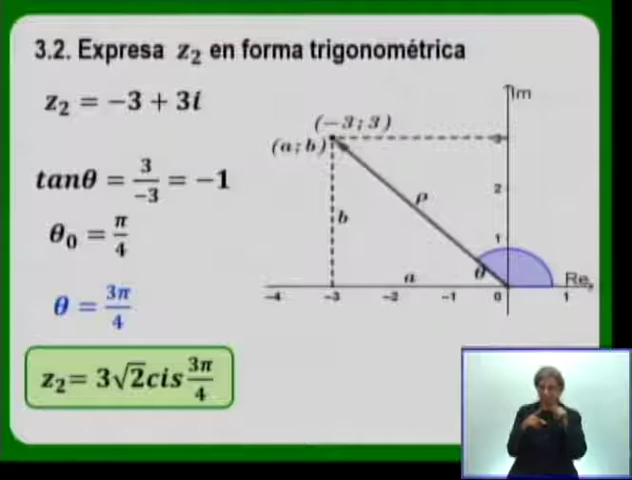 3.2. Expresa z₂ en forma trigonométrica
z₂ = −3 + 3i
tanθ = 3/−3 = −1
θ₀ = π/4
θ = 3π/4
z₂ = 3√2cis 3π/4
Im
(−3;3)
(a;b)
3
2
ρ
b
1
θ
a
Re
−4 −3 −2 −1 0 1